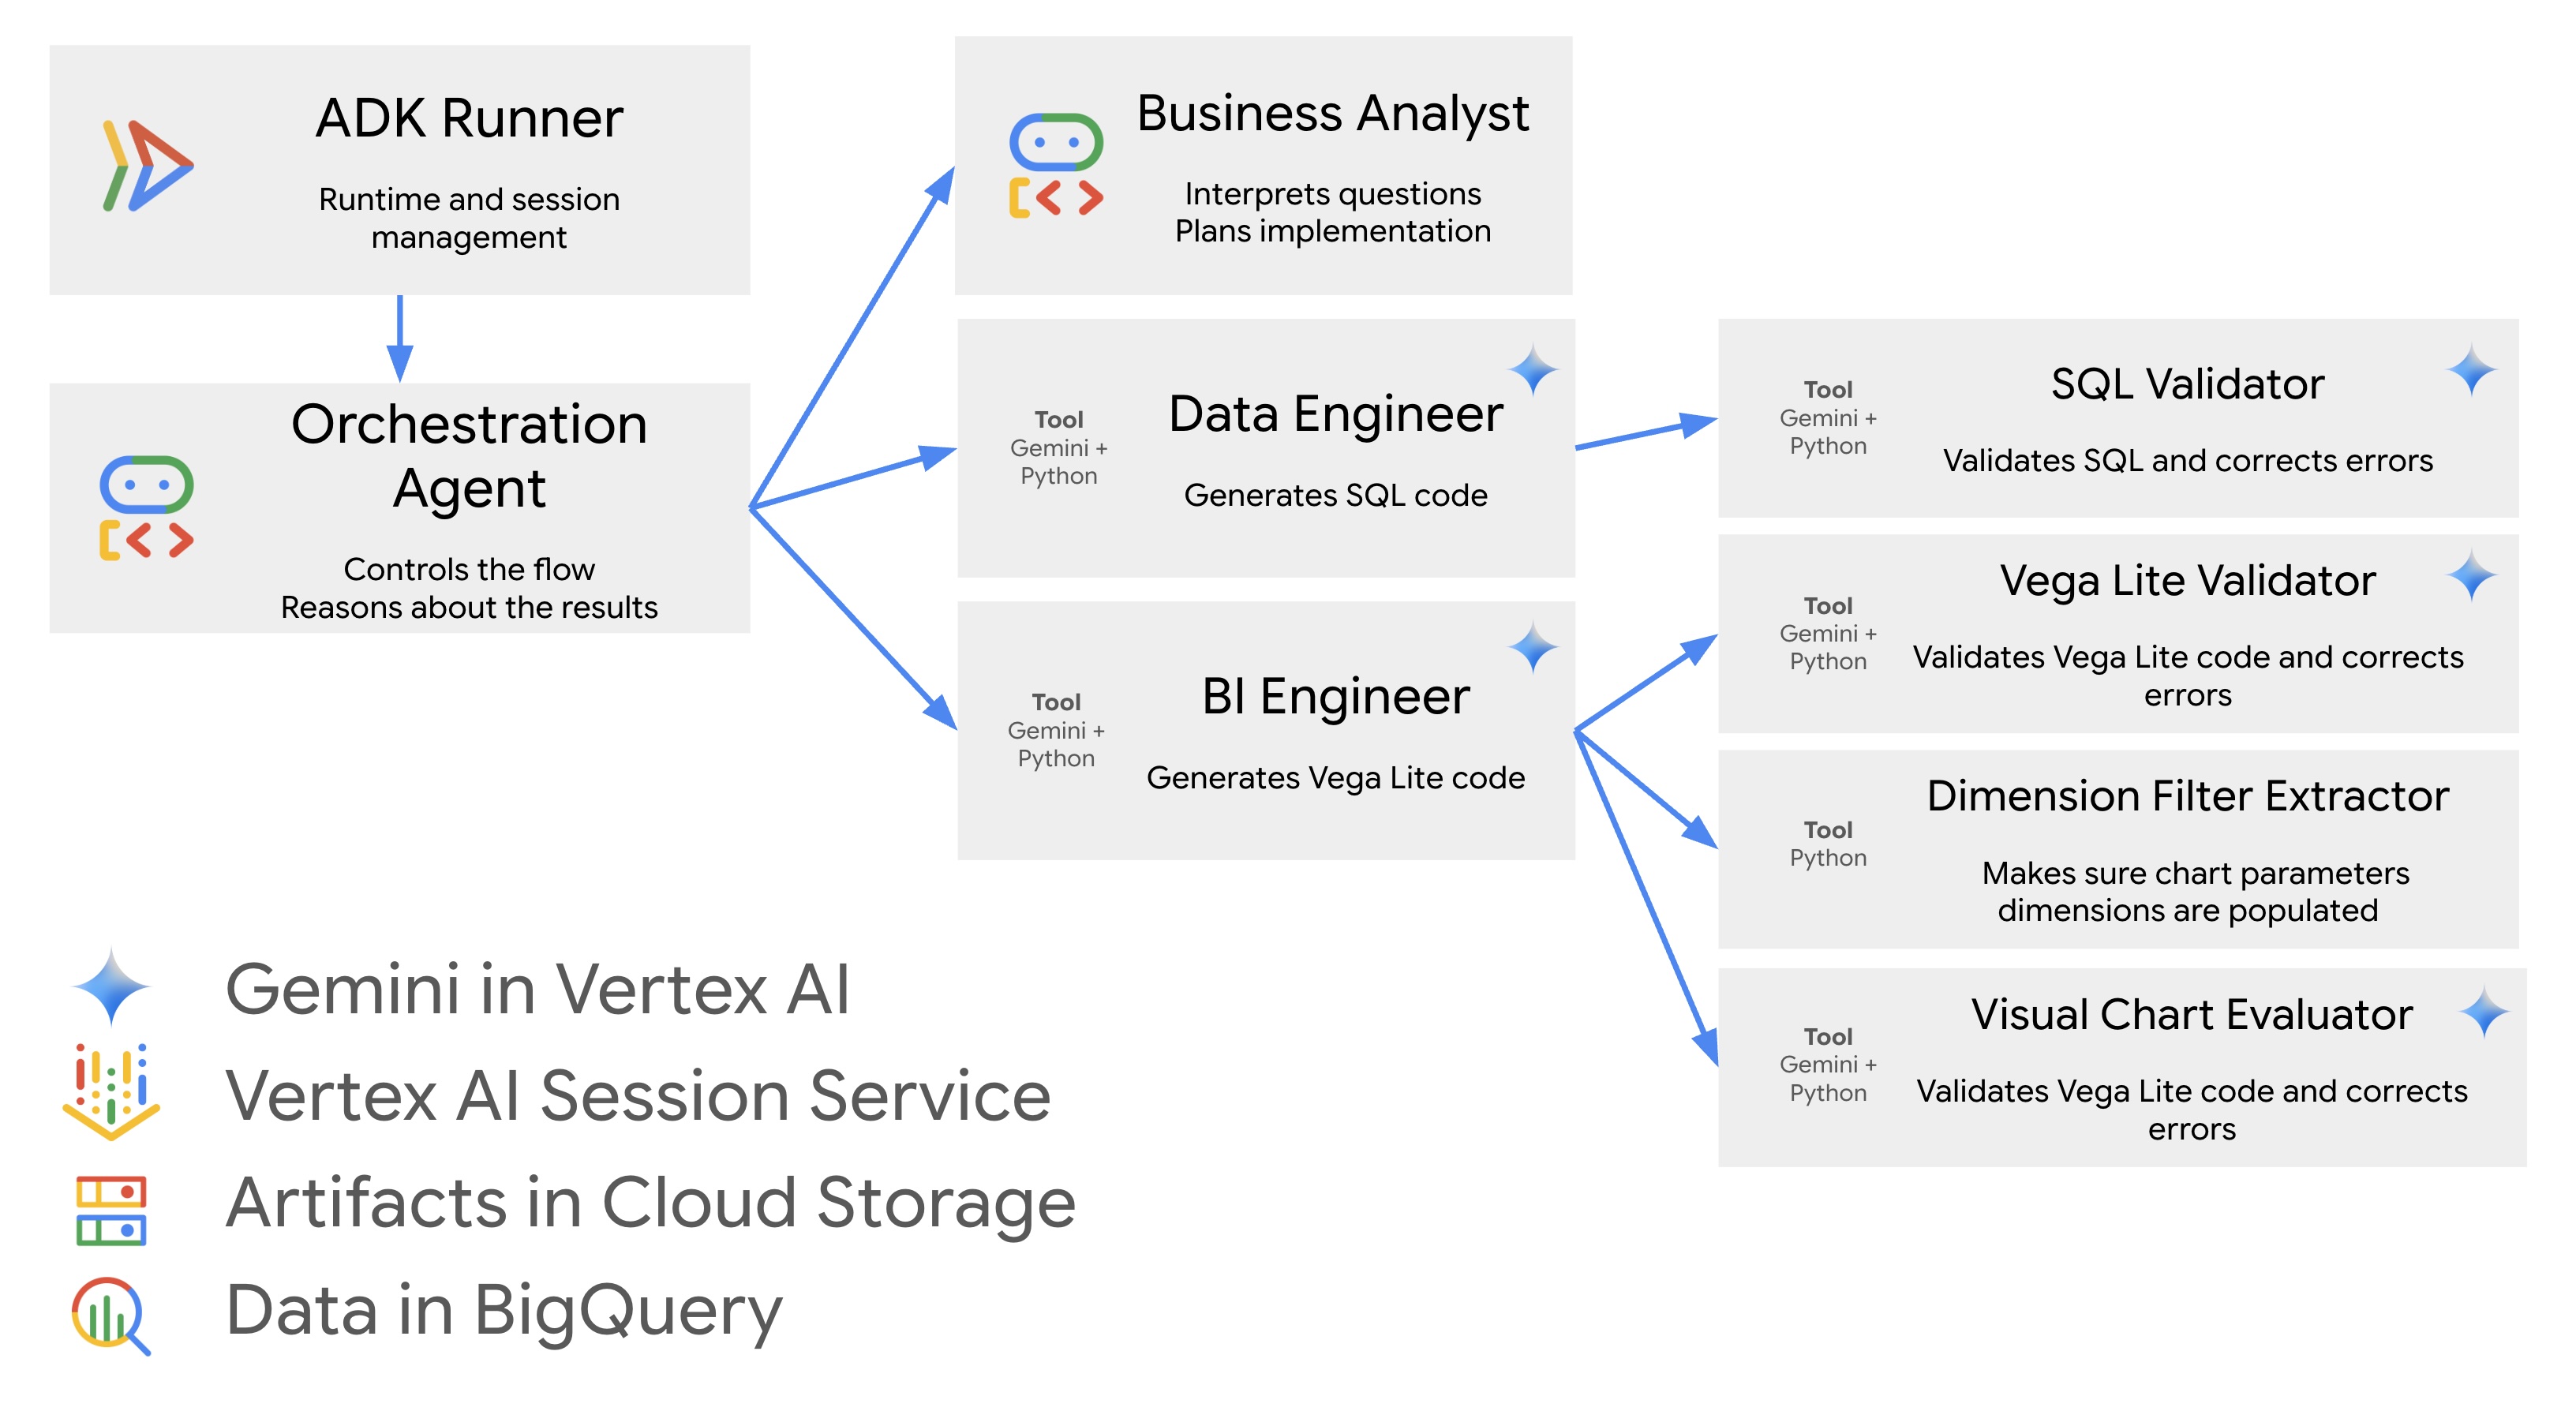 ADK Runner
Runtime and session
management
Orchestration
Agent
Controls the flow
Reasons about the results
Business Analyst
Interprets questions
Plans implementation
Tool
Gemini +
Python
Data Engineer
Generates SQL code
Tool
Gemini +
Python
BI Engineer
Generates Vega Lite code
Tool
Gemini +
Python
SQL Validator
Validates SQL and corrects errors
Tool
Gemini +
Python
Vega Lite Validator
Validates Vega Lite code and corrects
errors
Tool
Python
Dimension Filter Extractor
Makes sure chart parameters
dimensions are populated
Tool
Gemini +
Python
Visual Chart Evaluator
Validates Vega Lite code and corrects
errors
Gemini in Vertex AI
Vertex AI Session Service
Artifacts in Cloud Storage
Data in BigQuery